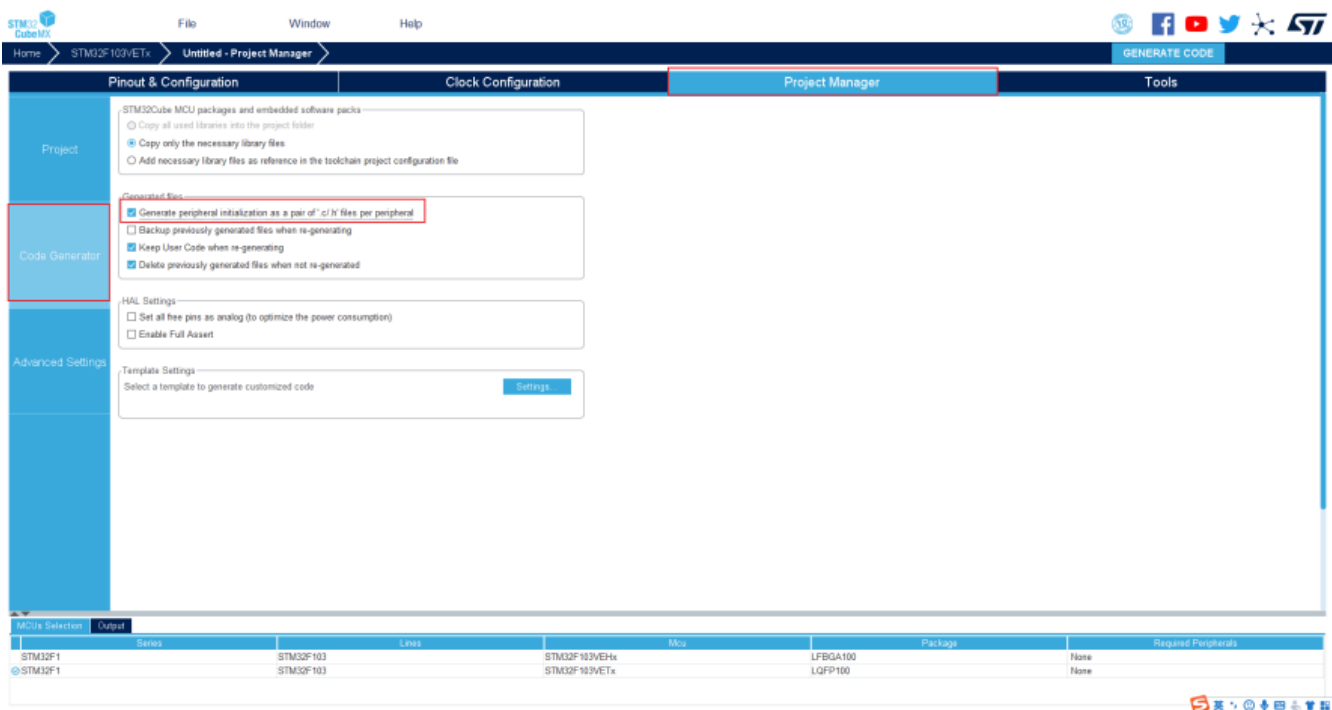 STM32
CubeMX
File
Window
Help
Home
STM32F103VETx
Untitled - Project Manager
GENERATE CODE
Pinout & Configuration
Clock Configuration
Project Manager
Tools
Project
Code Generator
Advanced Settings
STM32Cube MCU packages and embedded software packs
Copy all used libraries into the project folder
Copy only the necessary library files
Add necessary library files as reference in the toolchain project configuration file
Generated files
Generate peripheral initialization as a pair of '.c/.h' files per peripheral
Backup previously generated files when re-generating
Keep User Code when re-generating
Delete previously generated files when not re-generated
HAL Settings
Set all free pins as analog (to optimize the power consumption)
Enable Full Assert
Template Settings
Select a template to generate customized code
Settings...
MCUs Selection
Output
Series
Lines
Mcu
Package
Required Peripherals
STM32F1
STM32F103
STM32F103VEHx
LFBGA100
None
STM32F1
STM32F103
STM32F103VETx
LQFP100
None
英